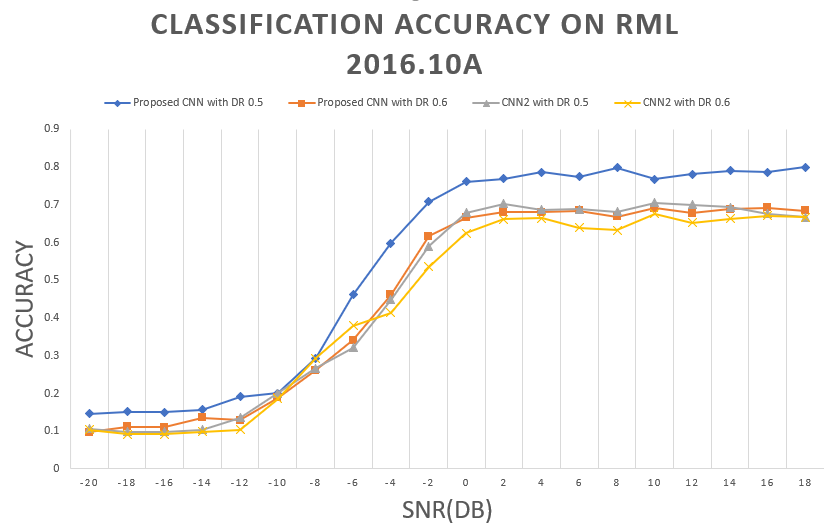 CLASSIFICATION ACCURACY ON RML
2016.10A
Proposed CNN with DR 0.5 Proposed CNN with DR 0.6 CNN2 with DR 0.5 CNN2 with DR 0.6
0.9
0.8
0.7
0.6
0.5
0.4
0.3
0.2
0.1
0
ACCURACY
-20 -18 -16 -14 -12 -10 -8 -6 -4 -2 0 2 4 6 8 10 12 14 16 18
SNR(DB)